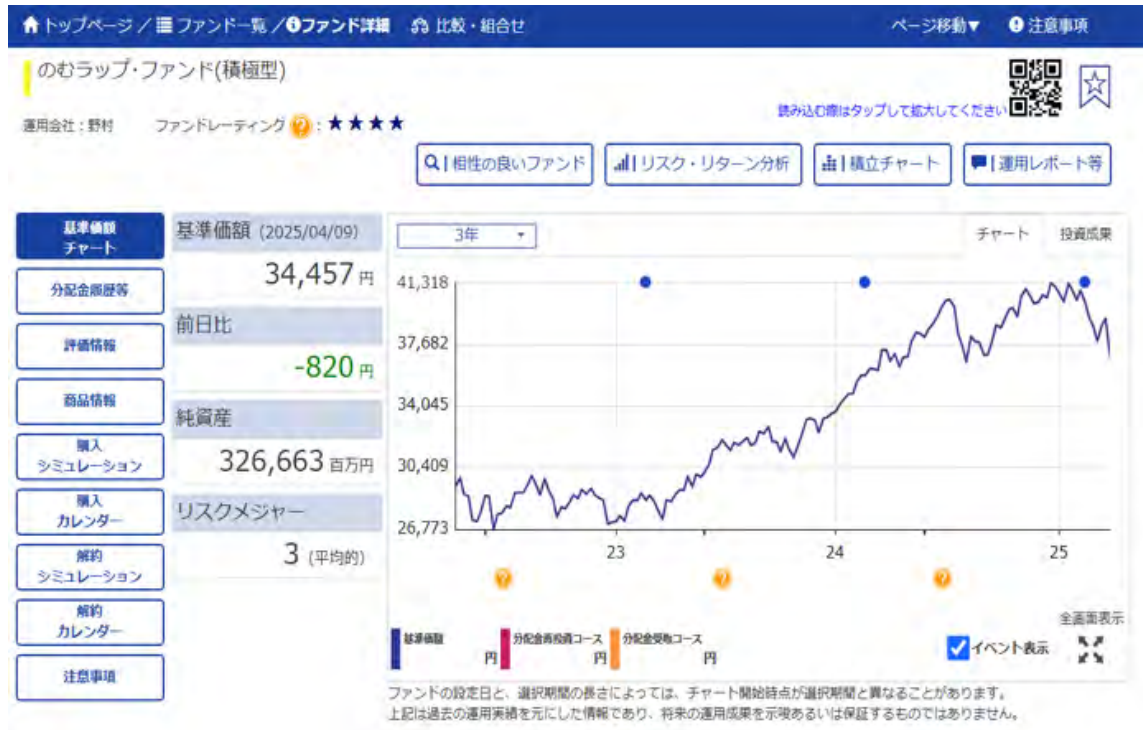 トップページ / ファンド一覧 / ファンド詳細 比較・組合せ ページ移動▼ 注意事項
のむラップ・ファンド(積極型)
読み込む際はタップして拡大してください
運用会社：野村 ファンドレーティング ? : ★★★★
相性の良いファンド リスク・リターン分析 積立チャート 運用レポート等
基準価額
チャート
分配金履歴等
評価情報
商品情報
購入
シミュレーション
購入
カレンダー
解約
シミュレーション
解約
カレンダー
注意事項
基準価額 (2025/04/09)
34,457 円
前日比
-820 円
純資産
326,663 百万円
リスクメジャー
3 (平均的)
3年 チャート 投資成果
41,318
37,682
34,045
30,409
26,773
23 24 25
? ? ?
全画面表示
基準価額 円 分配金再投資コース 円 分配金受取コース 円
イベント表示
ファンドの設定日と、選択期間の長さによっては、チャート開始時点が選択期間と異なることがあります。
上記は過去の運用実績を元にした情報であり、将来の運用成果を示唆あるいは保証するものではありません。